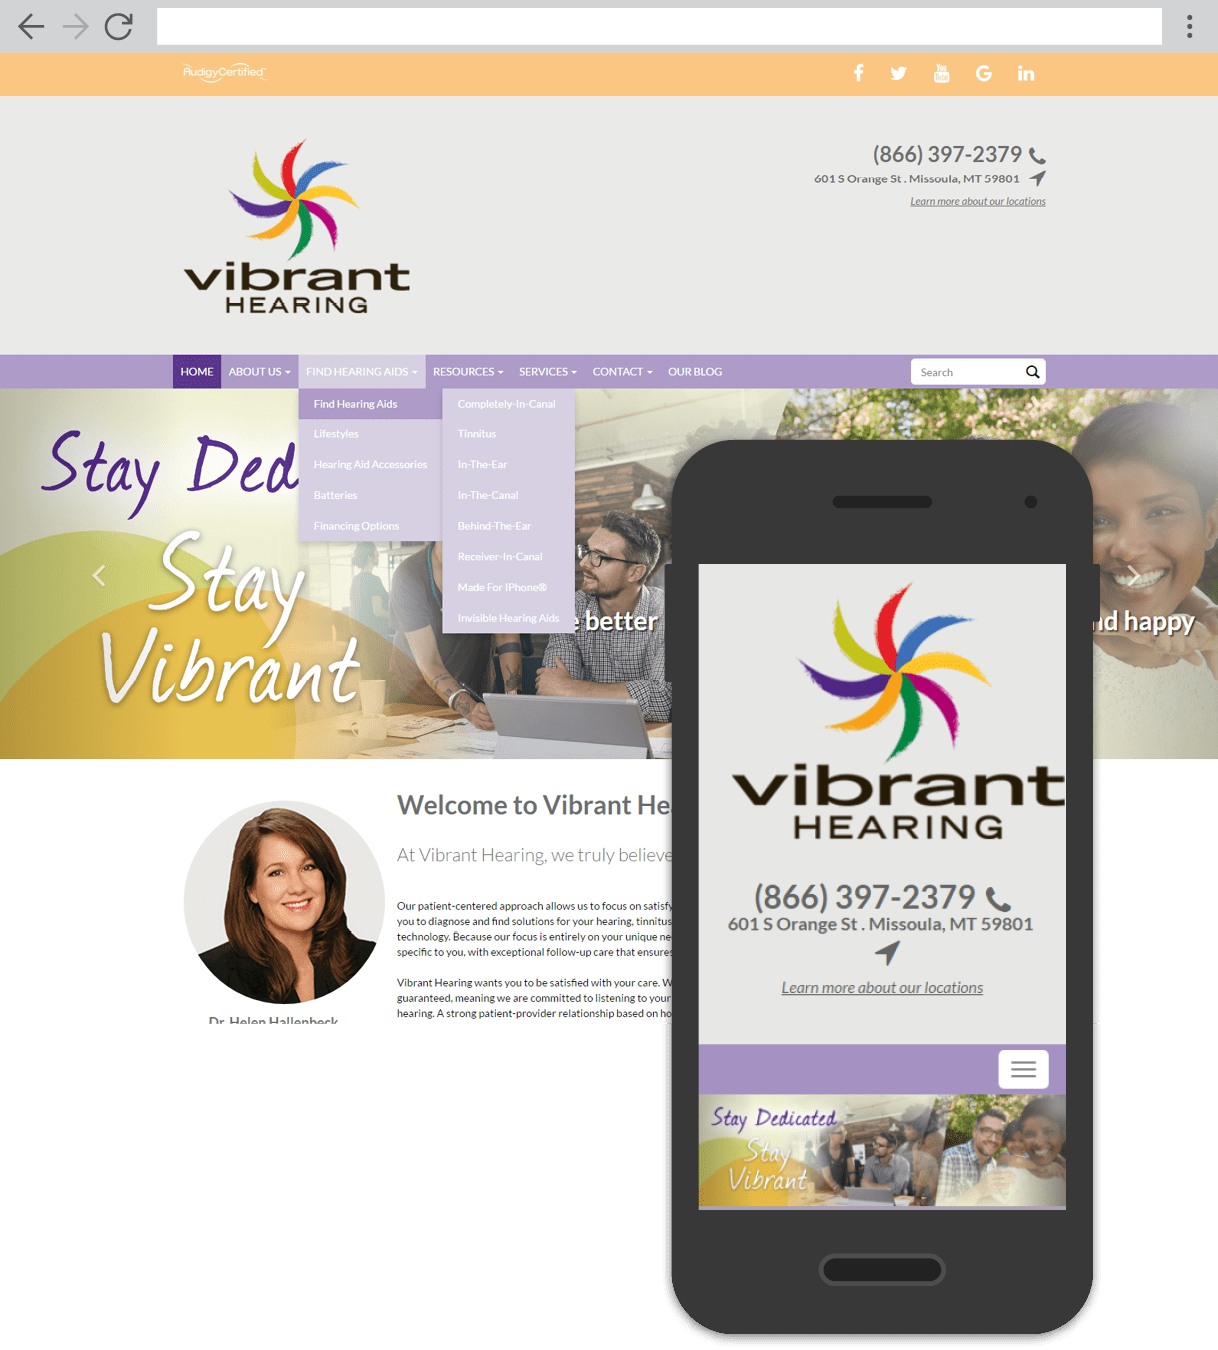 AudigyCertified™
(866) 397-2379
601 S Orange St . Missoula, MT 59801
Learn more about our locations
vibrant
HEARING
HOME ABOUT US FIND HEARING AIDS RESOURCES SERVICES CONTACT OUR BLOG Search
Find Hearing Aids
Lifestyles
Hearing Aid Accessories
Batteries
Financing Options
Completely-In-Canal
Tinnitus
In-The-Ear
In-The-Canal
Behind-The-Ear
Receiver-In-Canal
Made For IPhone®
Invisible Hearing Aids
Stay Ded
Stay
Vibrant
better
happy
Welcome to Vibrant He
At Vibrant Hearing, we truly believe
Our patient-centered approach allows us to focus on satisfy
you to diagnose and find solutions for your hearing, tinnitus
technology. Because our focus is entirely on your unique ne
specific to you, with exceptional follow-up care that ensures
Vibrant Hearing wants you to be satisfied with your care. W
guaranteed, meaning we are committed to listening to your
hearing. A strong patient-provider relationship based on ho
Dr. Helen Hallenbeck
vibrant
HEARING
(866) 397-2379
601 S Orange St . Missoula, MT 59801
Learn more about our locations
Stay Dedicated
Stay
Vibrant